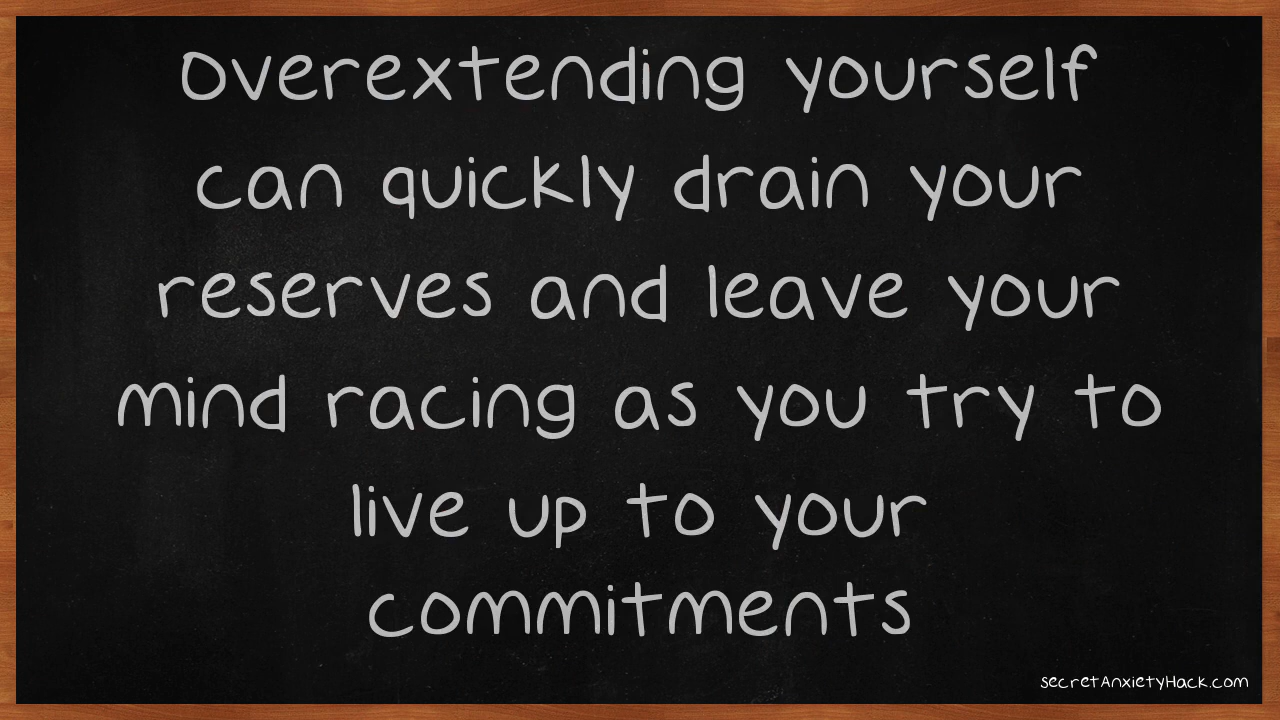 Overextending yourself
can quickly drain your
reserves and leave your
mind racing as you try to
live up to your
commitments
secretAnxietyHack.com